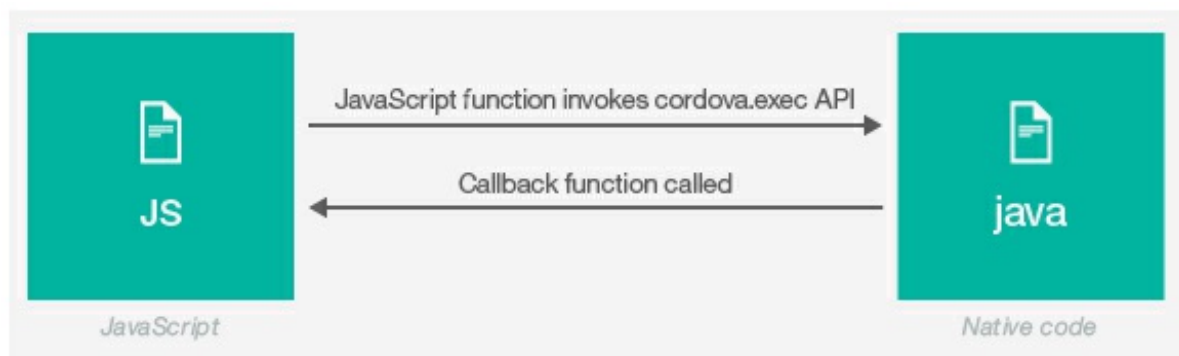 JavaScript function invokes cordova.exec API
Callback function called
JS
java
JavaScript
Native code